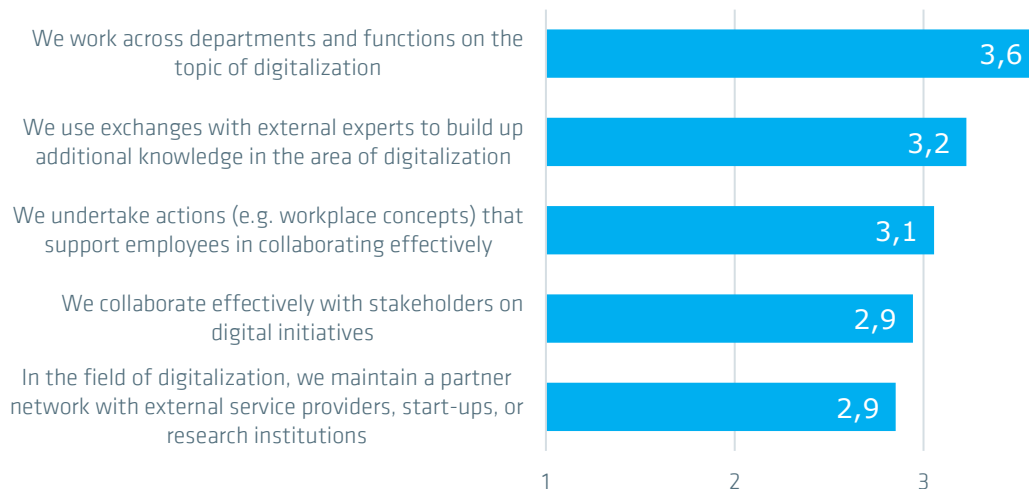 We work across departments and functions on the
topic of digitalization
3,6
We use exchanges with external experts to build up
additional knowledge in the area of digitalization
3,2
We undertake actions (e.g. workplace concepts) that
support employees in collaborating effectively
3,1
We collaborate effectively with stakeholders on
digital initiatives
2,9
In the field of digitalization, we maintain a partner
network with external service providers, start-ups, or
research institutions
2,9
1 2 3